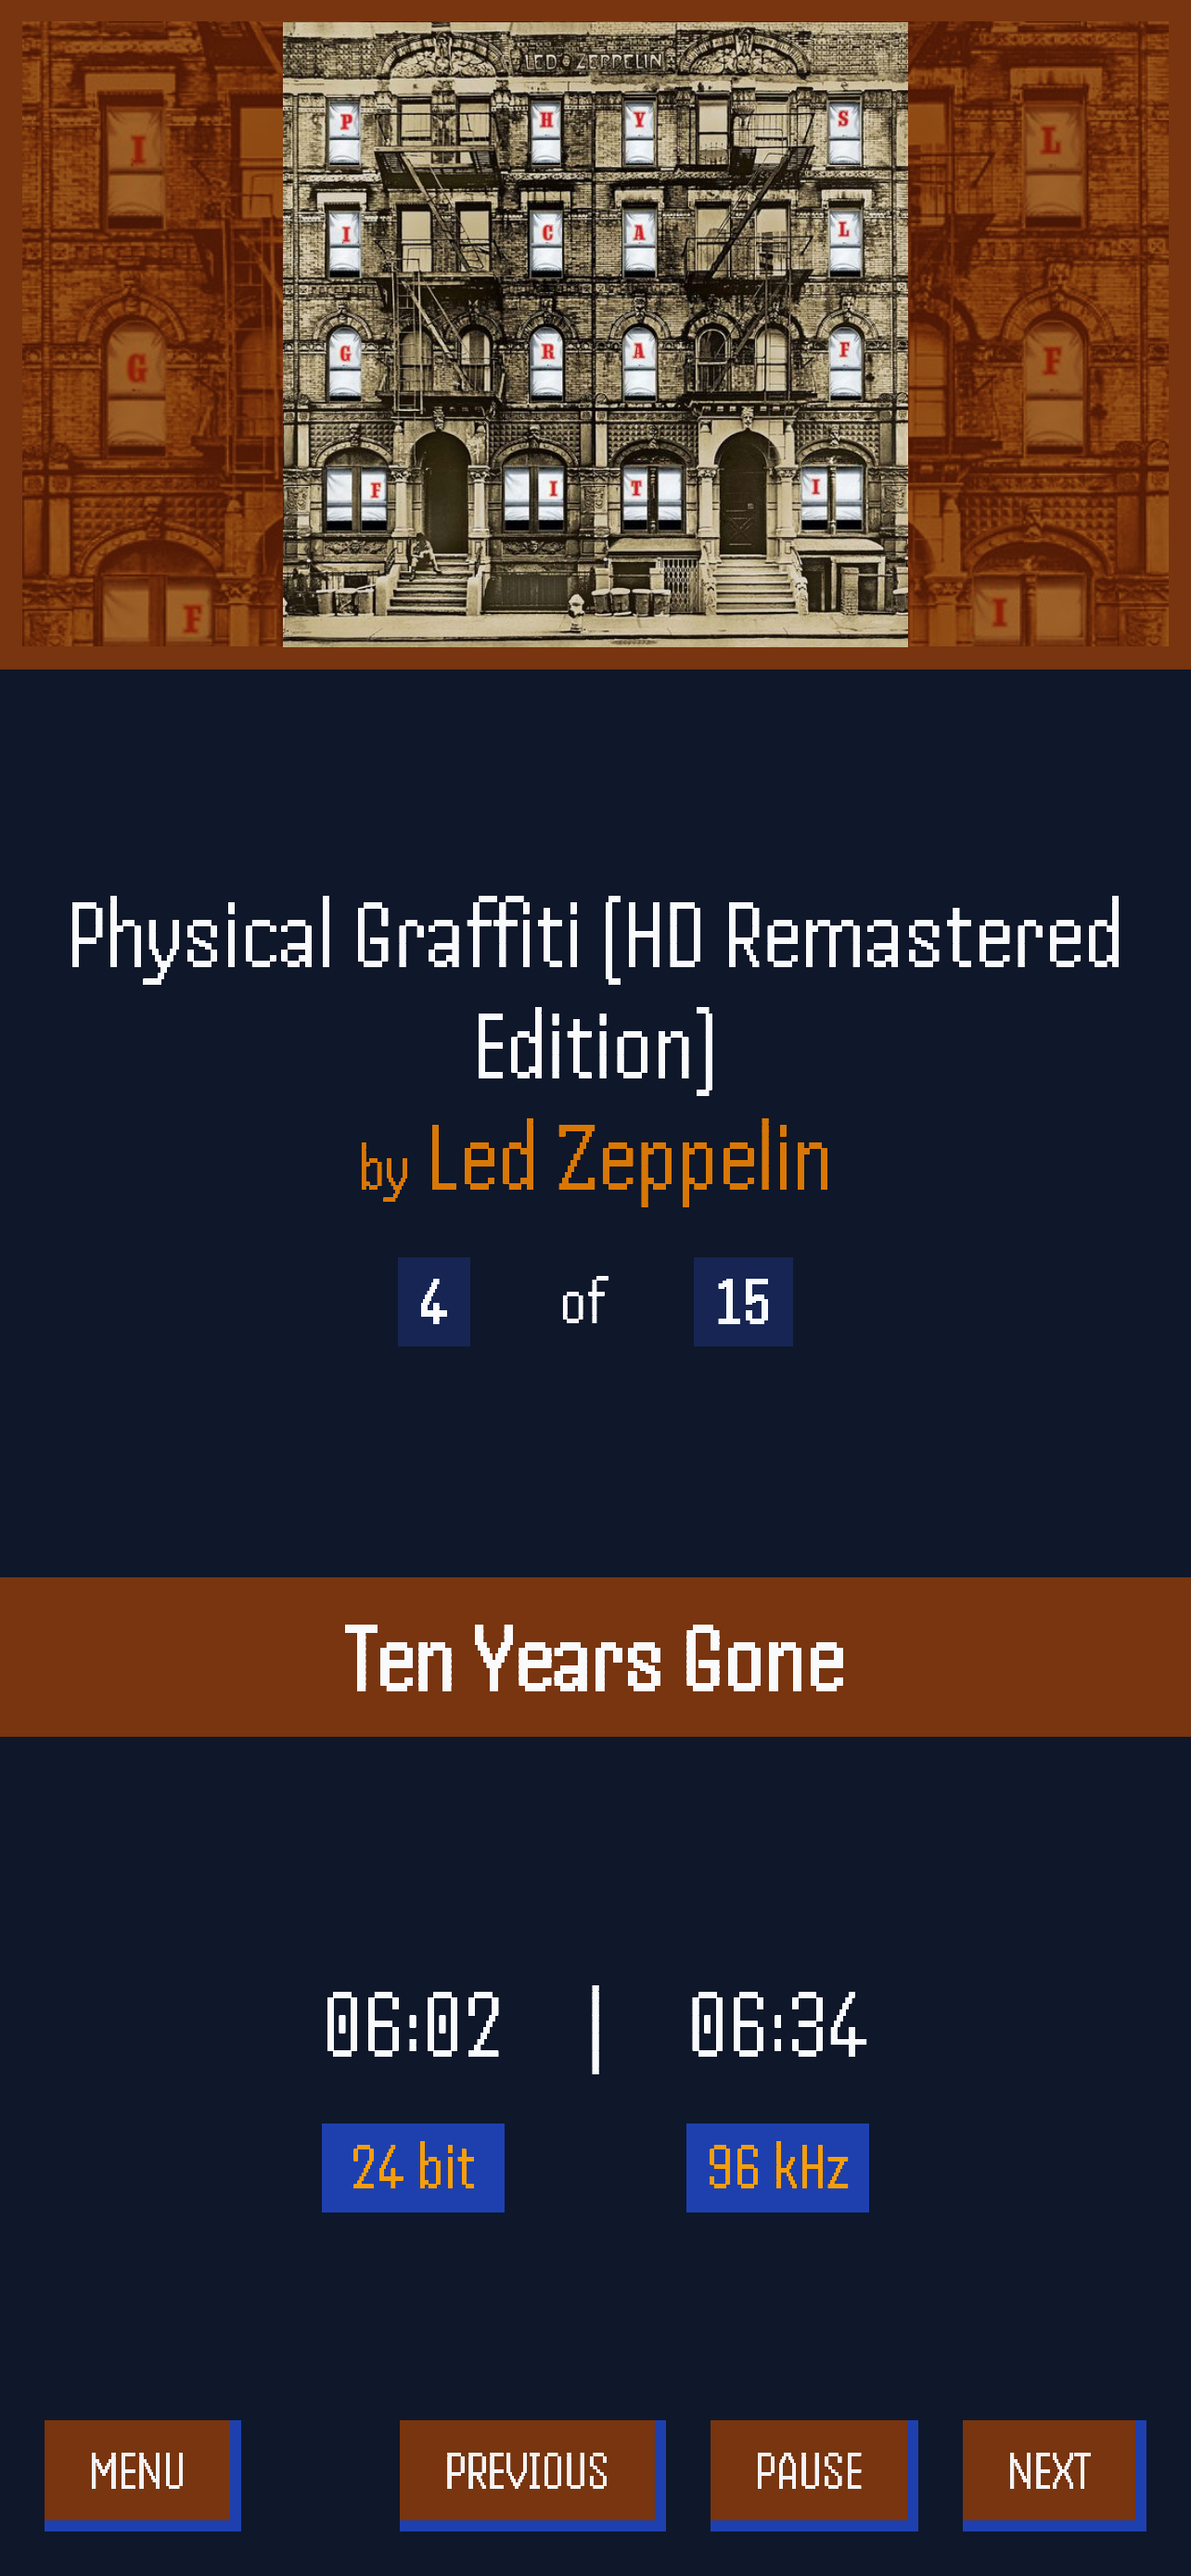 LED ZEPPELIN
P H Y S
I I C A L L
G G R A F F
F F I T I I
Physical Graffiti (HD Remastered
Edition)
by Led Zeppelin
4 of 15
Ten Years Gone
06:02 | 06:34
24 bit 96 kHz
MENU PREVIOUS PAUSE NEXT